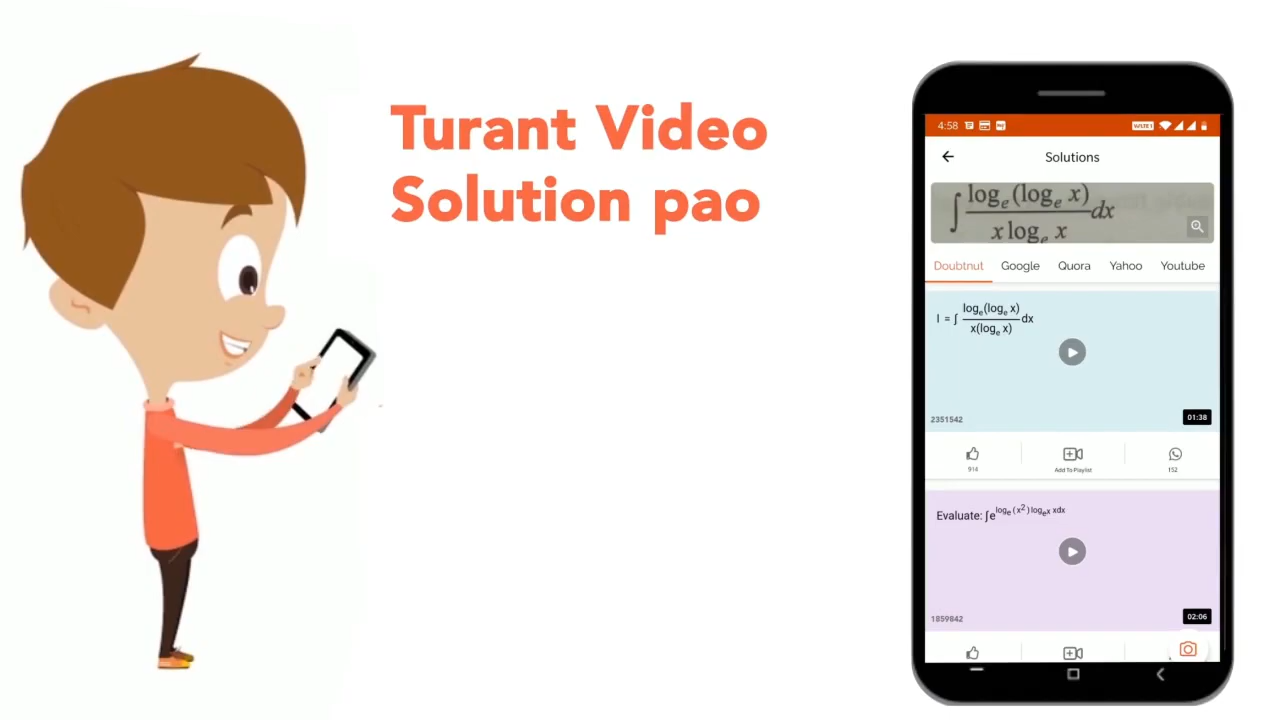 Turant Video
Solution pao
4:58
Solutions
∫ logₑ(logₑ x) / x logₑ x dx
Doubtnut Google Quora Yahoo Youtube
I = ∫ logₑ(logₑ x) / x(logₑ x) dx
2351542 01:38
914 Add To Playlist 152
Evaluate: ∫e^logₑ(x²)logₑx xdx
1859842 02:06